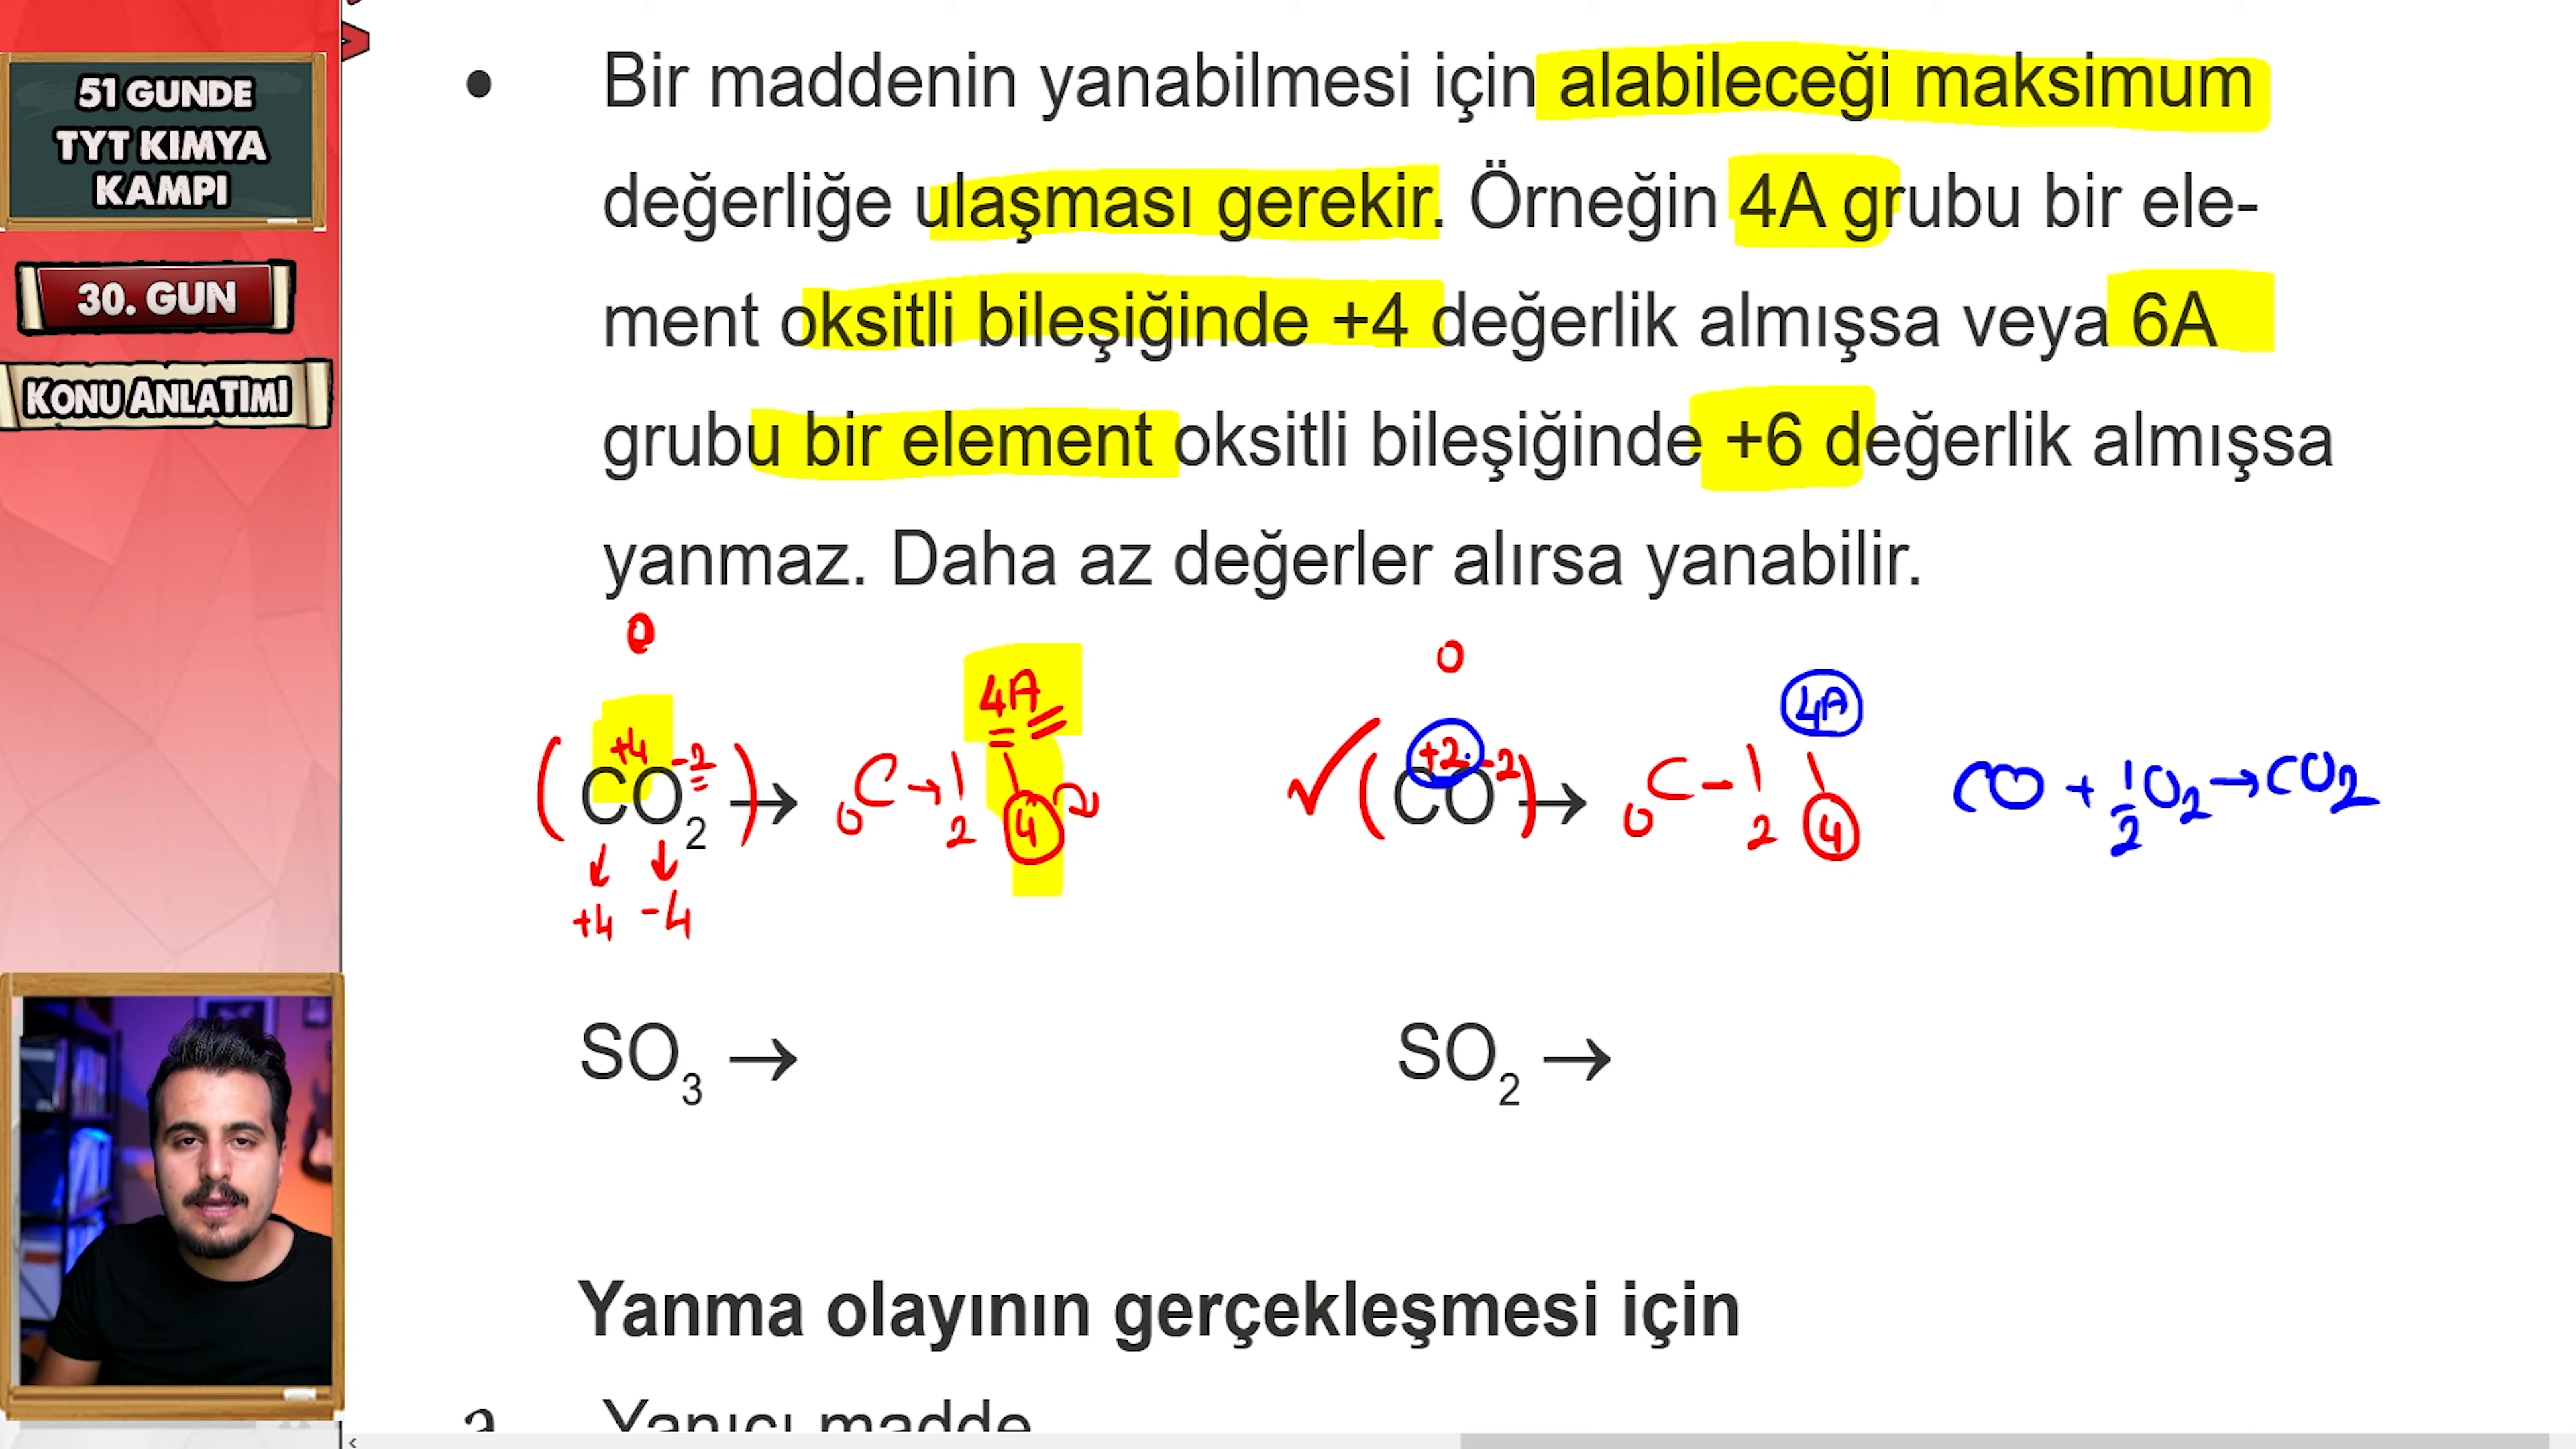 51 GUNDE
TYT KIMYA
KAMPI
30. GUN
KONU ANLATIMI
• Bir maddenin yanabilmesi için alabileceği maksimum
değerliğe ulaşması gerekir. Örneğin 4A grubu bir ele-
ment oksitli bileşiğinde +4 değerlik almışsa veya 6A
grubu bir element oksitli bileşiğinde +6 değerlik almışsa
yanmaz. Daha az değerler alırsa yanabilir.
0 4A 0 4A
+4 -2 +2 -2
(CO₂) → ₆C → 2 4 ✓ (CO) → ₆C - 2 4 CO + 1/2 O₂ → CO₂
+4 -4
SO₃ → SO₂ →
Yanma olayının gerçekleşmesi için
a Yanıcı madde